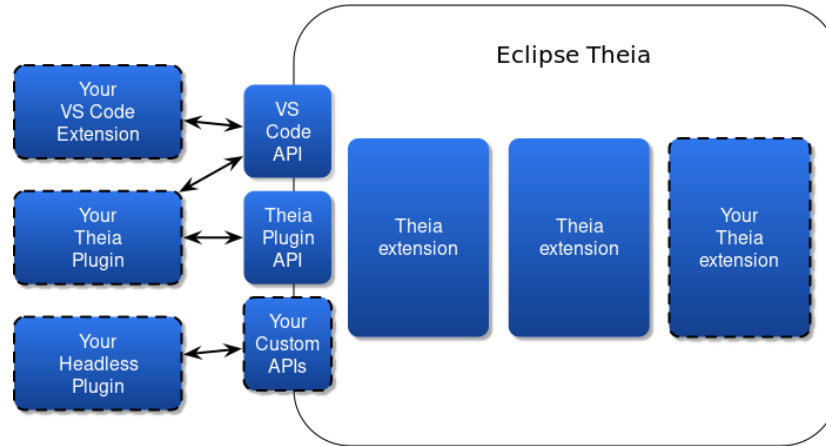 Eclipse Theia
Your
VS Code
Extension
VS
Code
API
Your
Theia
Plugin
Theia
Plugin
API
Your
Headless
Plugin
Your
Custom
APIs
Theia
extension
Theia
extension
Your
Theia
extension